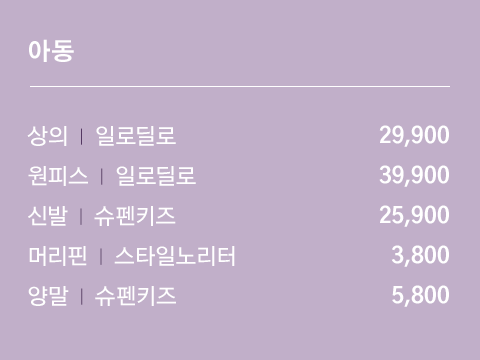 아동
상의 | 일로딜로 29,900
원피스 | 일로딜로 39,900
신발 | 슈펜키즈 25,900
머리핀 | 스타일노리터 3,800
양말 | 슈펜키즈 5,800